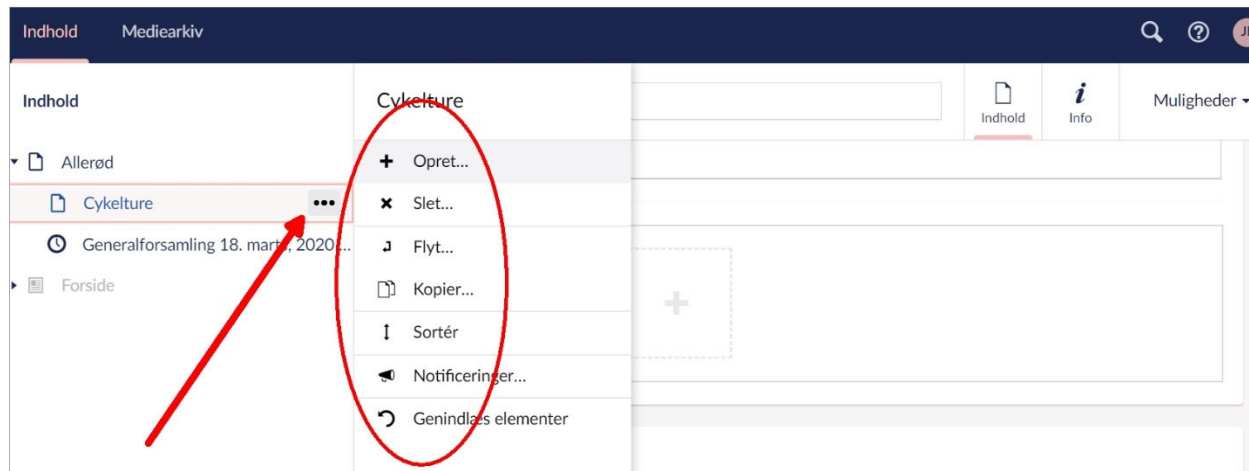 Indhold Mediearkiv
Indhold
Cykelture
Indhold
Info
Muligheder
Allerød
Cykelture
Generalforsamling 18. marts, 2020 ...
Forside
Opret...
Slet...
Flyt...
Kopier...
Sortér
Notificeringer...
Genindlæs elementer